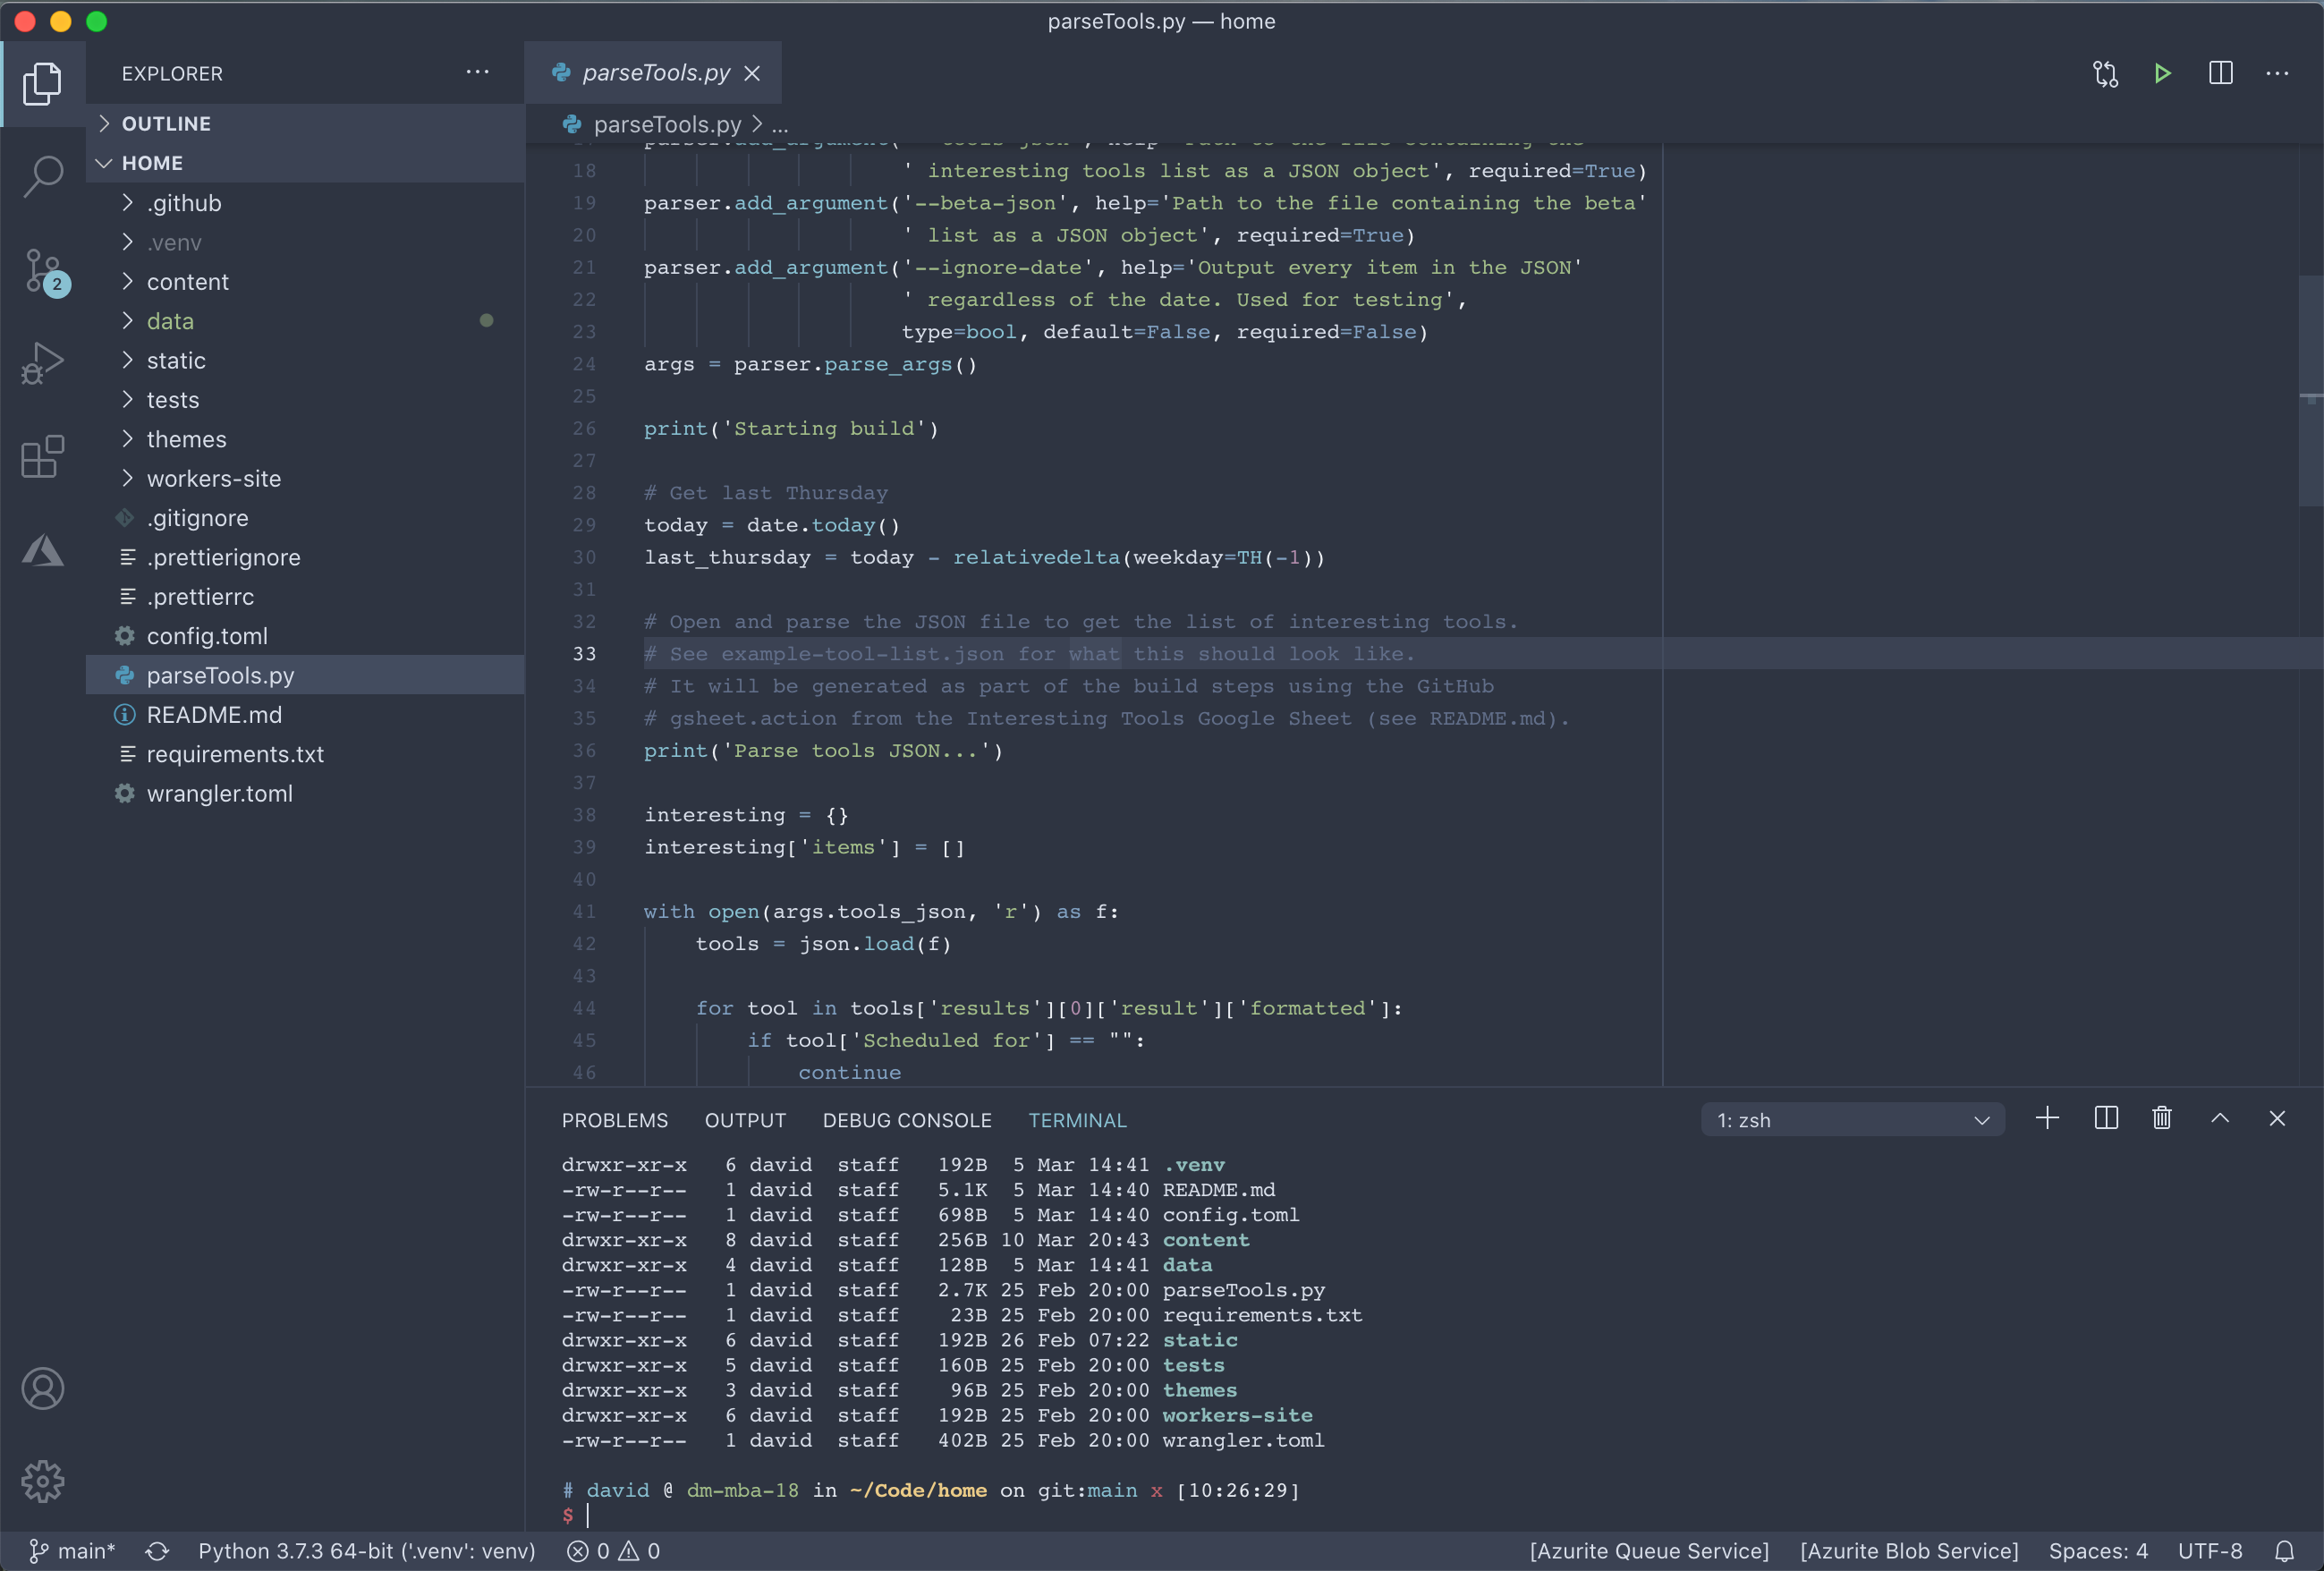 parseTools.py — home
EXPLORER
OUTLINE
HOME
.github
.venv
content
data
static
tests
themes
workers-site
.gitignore
.prettierignore
.prettierrc
config.toml
parseTools.py
README.md
requirements.txt
wrangler.toml
2
parseTools.py
parseTools.py > ...
18 ' interesting tools list as a JSON object', required=True)
19 parser.add_argument('--beta-json', help='Path to the file containing the beta'
20 ' list as a JSON object', required=True)
21 parser.add_argument('--ignore-date', help='Output every item in the JSON'
22 ' regardless of the date. Used for testing',
23 type=bool, default=False, required=False)
24 args = parser.parse_args()
25
26 print('Starting build')
27
28 # Get last Thursday
29 today = date.today()
30 last_thursday = today - relativedelta(weekday=TH(-1))
31
32 # Open and parse the JSON file to get the list of interesting tools.
33 # See example-tool-list.json for what this should look like.
34 # It will be generated as part of the build steps using the GitHub
35 # gsheet.action from the Interesting Tools Google Sheet (see README.md).
36 print('Parse tools JSON...')
37
38 interesting = {}
39 interesting['items'] = []
40
41 with open(args.tools_json, 'r') as f:
42 tools = json.load(f)
43
44 for tool in tools['results'][0]['result']['formatted']:
45 if tool['Scheduled for'] == "":
46 continue
PROBLEMS OUTPUT DEBUG CONSOLE TERMINAL 1: zsh
drwxr-xr-x 6 david staff 192B 5 Mar 14:41 .venv
-rw-r--r-- 1 david staff 5.1K 5 Mar 14:40 README.md
-rw-r--r-- 1 david staff 698B 5 Mar 14:40 config.toml
drwxr-xr-x 8 david staff 256B 10 Mar 20:43 content
drwxr-xr-x 4 david staff 128B 5 Mar 14:41 data
-rw-r--r-- 1 david staff 2.7K 25 Feb 20:00 parseTools.py
-rw-r--r-- 1 david staff 23B 25 Feb 20:00 requirements.txt
drwxr-xr-x 6 david staff 192B 26 Feb 07:22 static
drwxr-xr-x 5 david staff 160B 25 Feb 20:00 tests
drwxr-xr-x 3 david staff 96B 25 Feb 20:00 themes
drwxr-xr-x 6 david staff 192B 25 Feb 20:00 workers-site
-rw-r--r-- 1 david staff 402B 25 Feb 20:00 wrangler.toml
# david @ dm-mba-18 in ~/Code/home on git:main x [10:26:29]
$
main* Python 3.7.3 64-bit ('.venv': venv) 0 0 [Azurite Queue Service] [Azurite Blob Service] Spaces: 4 UTF-8